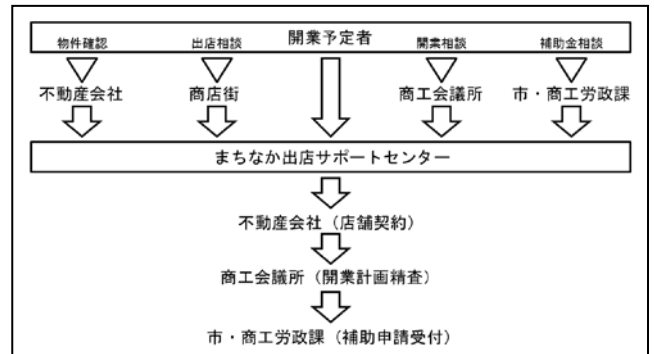 開業予定者
物件確認 出店相談 開業相談 補助金相談
不動産会社 商店街 商工会議所 市・商工労政課
まちなか出店サポートセンター
不動産会社（店舗契約）
商工会議所（開業計画精査）
市・商工労政課（補助申請受付）